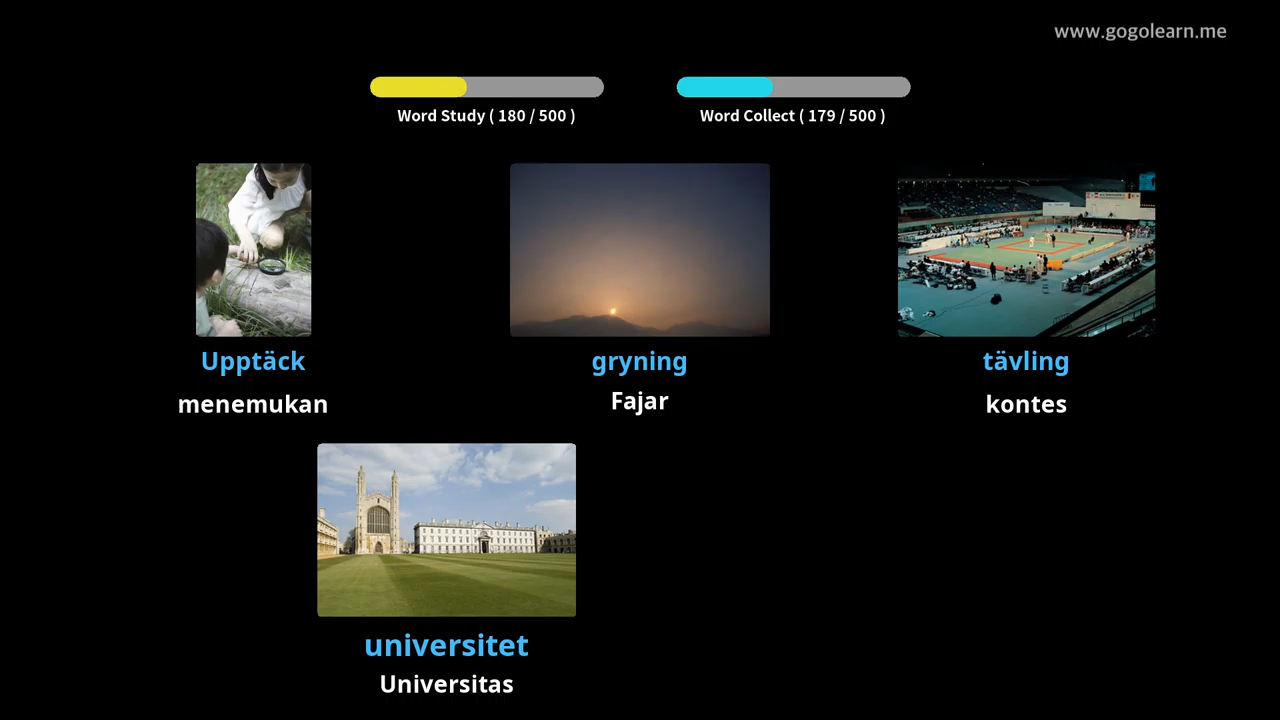 www.gogolearn.me
Word Study ( 180 / 500 )
Word Collect ( 179 / 500 )
Upptäck
menemukan
gryning
Fajar
tävling
kontes
universitet
Universitas